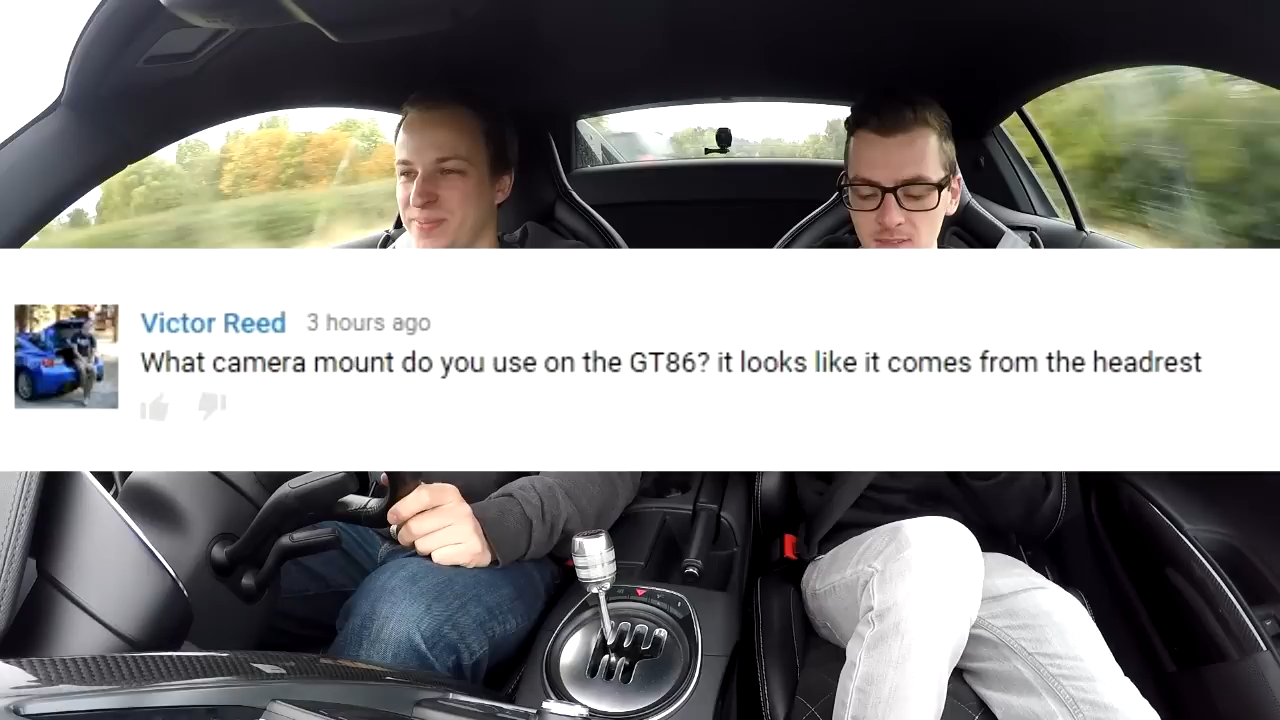 Victor Reed 3 hours ago
What camera mount do you use on the GT86? it looks like it comes from the headrest